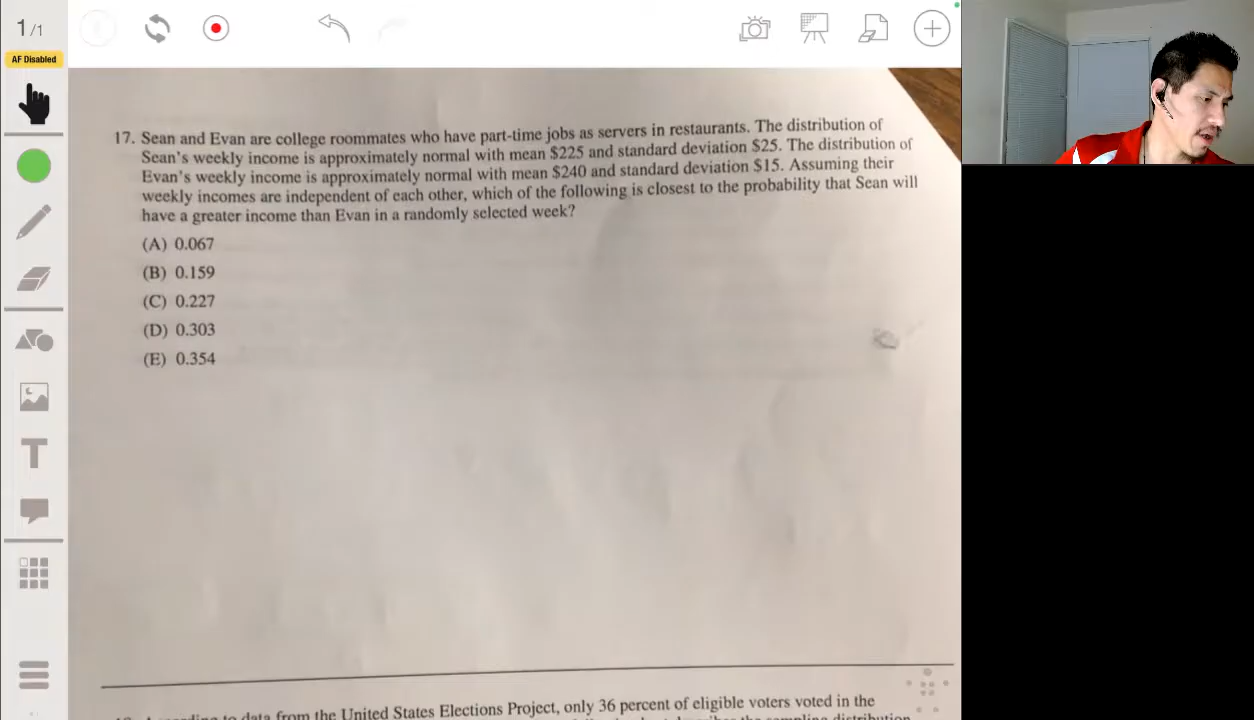 1/1
AF Disabled
17. Sean and Evan are college roommates who have part-time jobs as servers in restaurants. The distribution of
Sean's weekly income is approximately normal with mean $225 and standard deviation $25. The distribution of
Evan's weekly income is approximately normal with mean $240 and standard deviation $15. Assuming their
weekly incomes are independent of each other, which of the following is closest to the probability that Sean will
have a greater income than Evan in a randomly selected week?
(A) 0.067
(B) 0.159
(C) 0.227
(D) 0.303
(E) 0.354
T
data from the United States Elections Project, only 36 percent of eligible voters voted in the